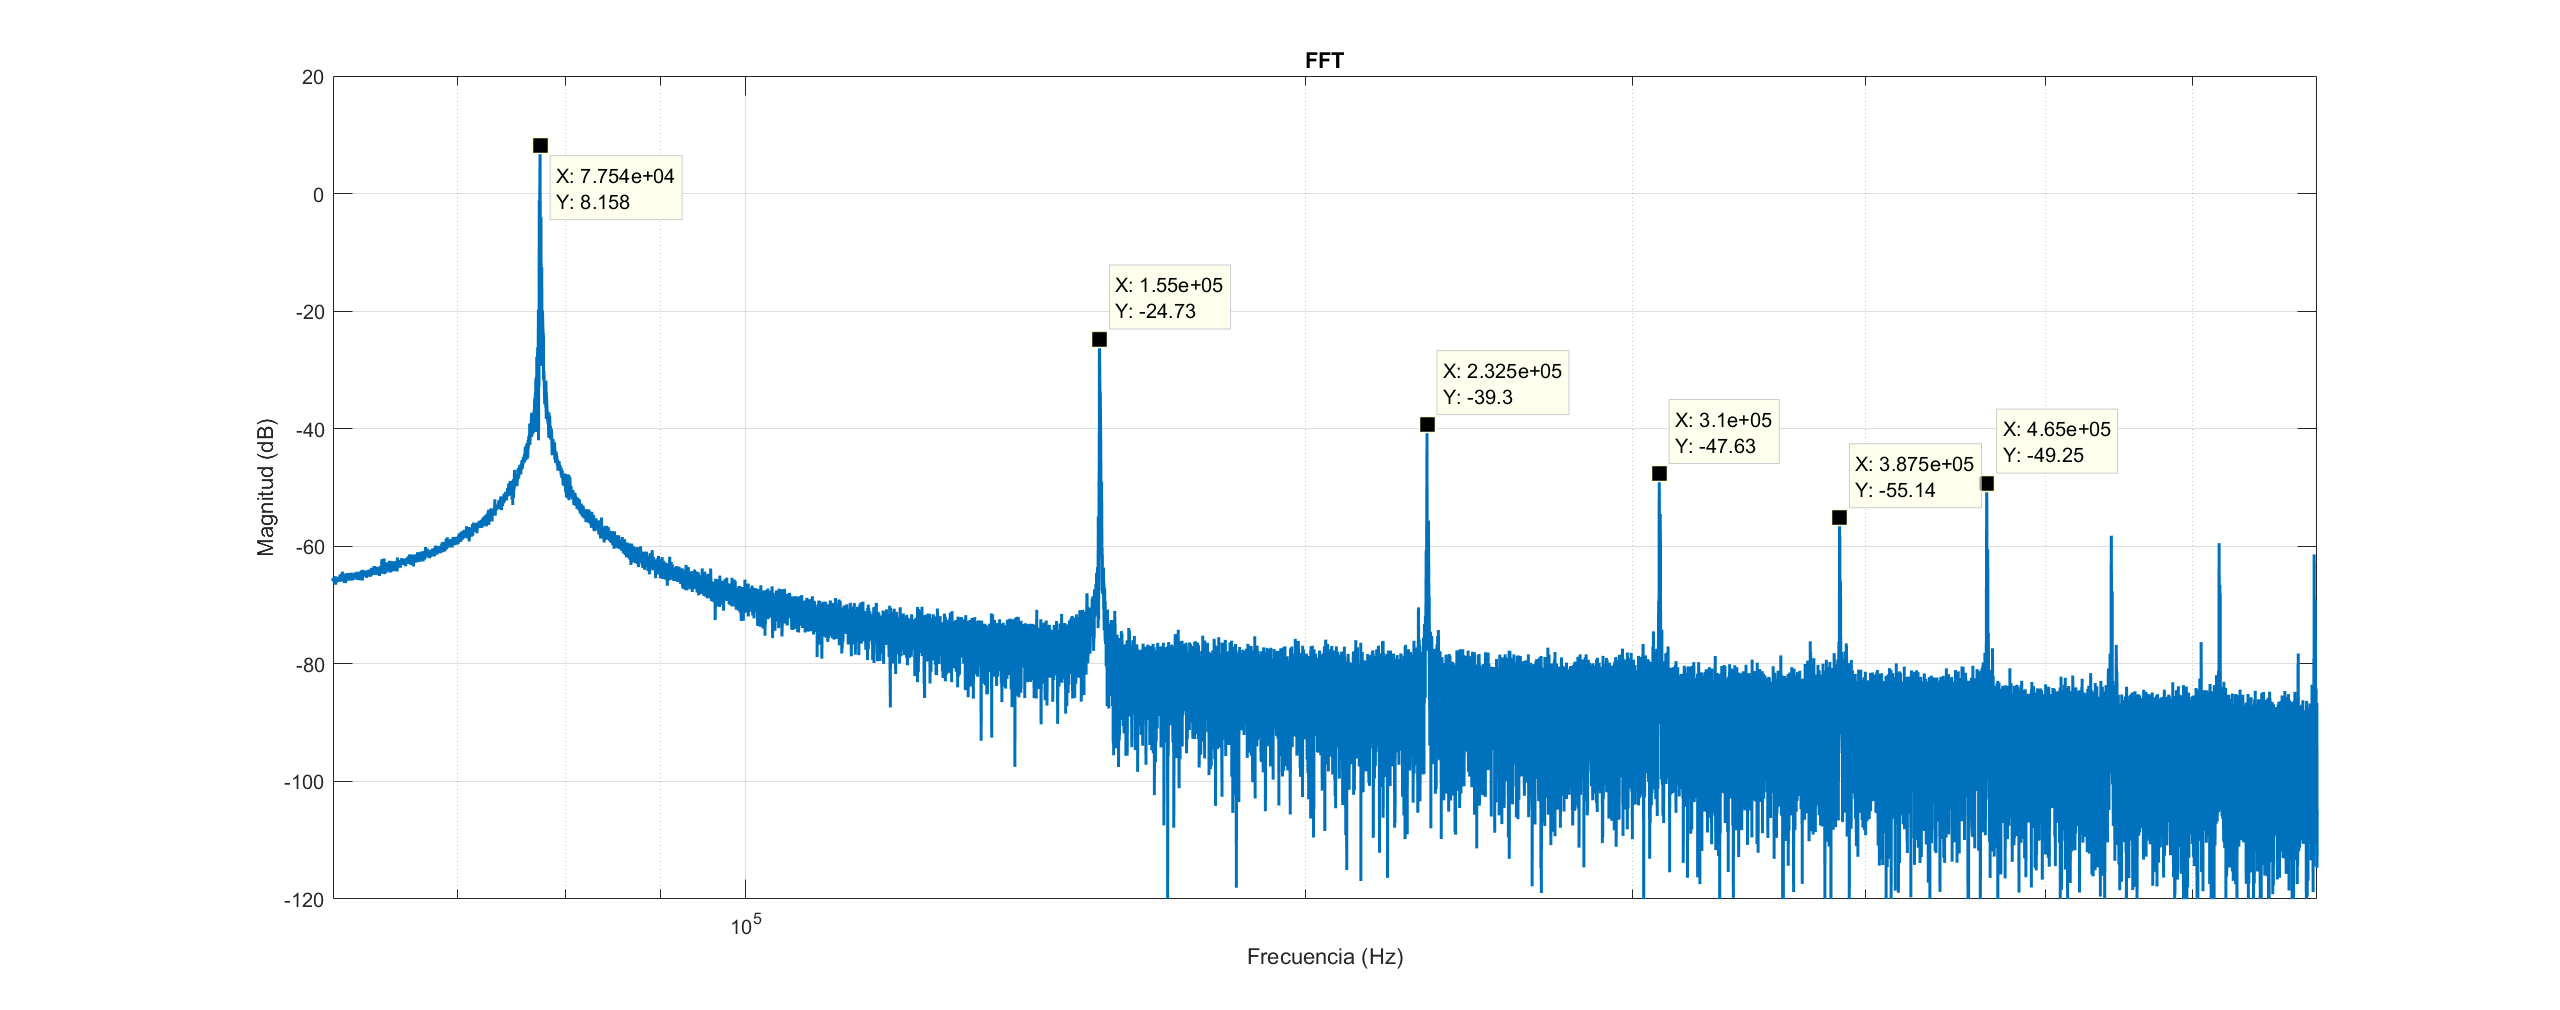 FFT
20
0
-20
-40
-60
-80
-100
-120
Magnitud (dB)
X: 7.754e+04
Y: 8.158
X: 1.55e+05
Y: -24.73
X: 2.325e+05
Y: -39.3
X: 3.1e+05
Y: -47.63
X: 3.875e+05
Y: -55.14
X: 4.65e+05
Y: -49.25
10^5
Frecuencia (Hz)